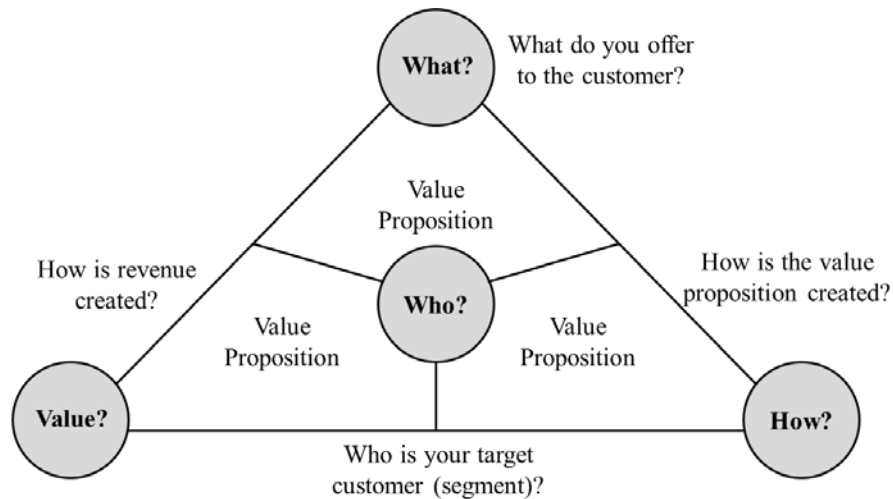 What?
What do you offer
to the customer?
Value
Proposition
How is revenue
created?
Who?
How is the value
proposition created?
Value
Proposition
Value
Proposition
Value?
How?
Who is your target
customer (segment)?